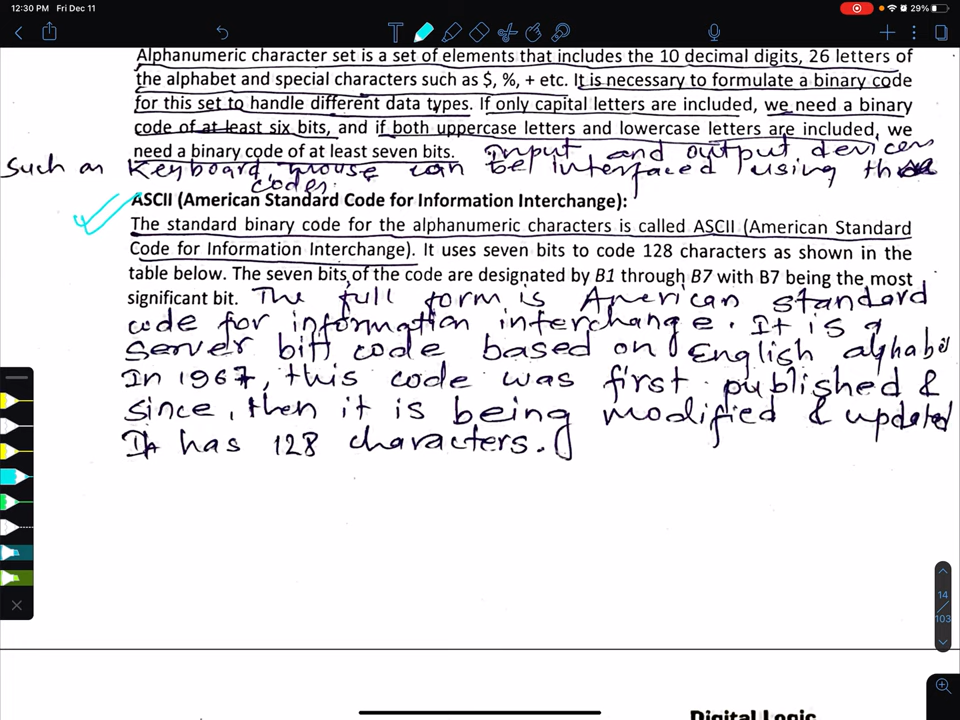 12:30 PM Fri Dec 11
29%
Alphanumeric character set is a set of elements that includes the 10 decimal digits, 26 letters of
the alphabet and special characters such as $, %, + etc. It is necessary to formulate a binary code
for this set to handle different data types. If only capital letters are included, we need a binary
code of at least six bits, and if both uppercase letters and lowercase letters are included, we
need a binary code of at least seven bits. Input and output devices
such as Keyboard, mouse can be interfaced using these
codes.
ASCII (American Standard Code for Information Interchange):
The standard binary code for the alphanumeric characters is called ASCII (American Standard
Code for Information Interchange). It uses seven bits to code 128 characters as shown in the
table below. The seven bits of the code are designated by B1 through B7 with B7 being the most
significant bit. The full form is American standard
code for information interchange. It is a
server bit code based on English alphabet
In 1967, this code was first published &
since, then it is being modified & updated
It has 128 characters.
14
/
103
Digital Logic